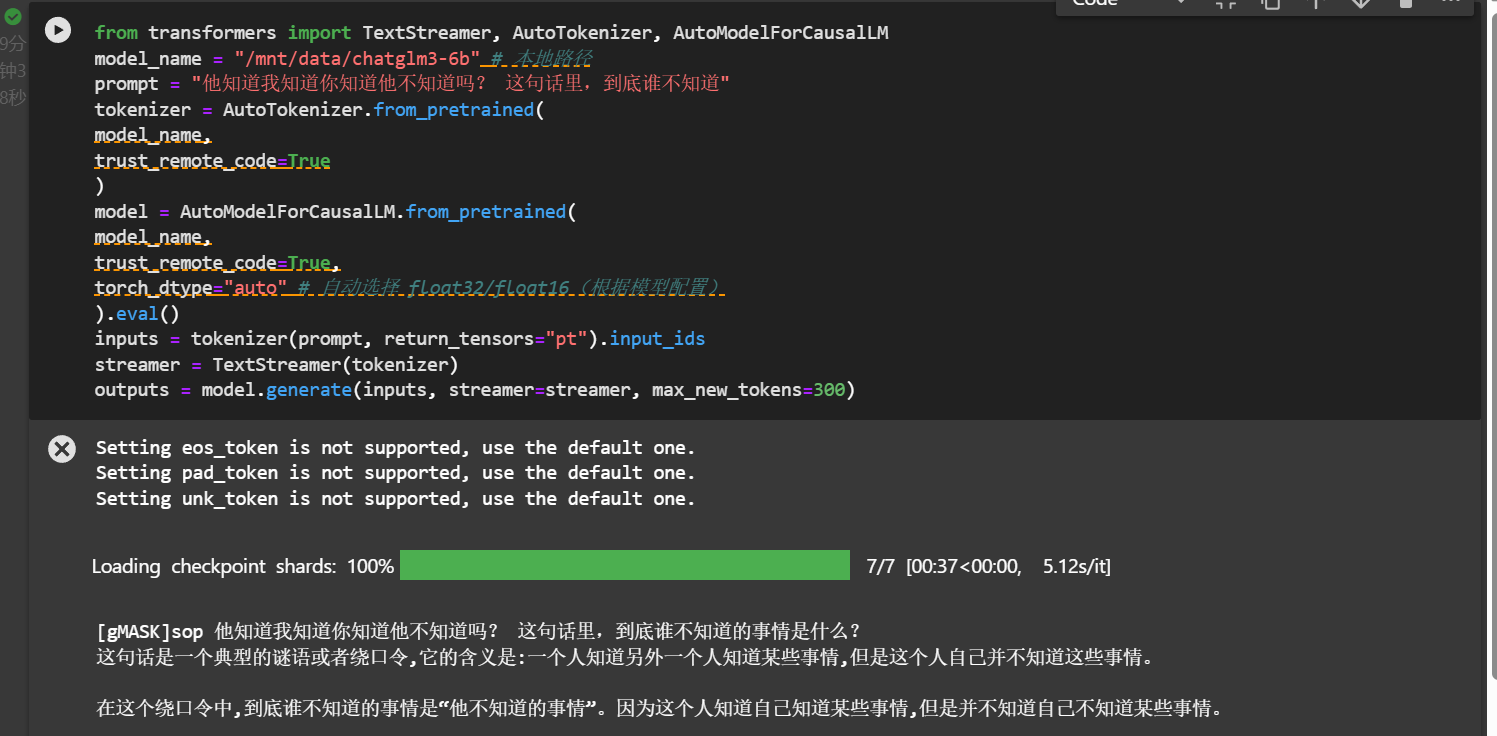 Code
9分
钟3
8秒
from transformers import TextStreamer, AutoTokenizer, AutoModelForCausalLM
model_name = "/mnt/data/chatglm3-6b" # 本地路径
prompt = "他知道我知道你知道他不知道吗？ 这句话里，到底谁不知道"
tokenizer = AutoTokenizer.from_pretrained(
model_name,
trust_remote_code=True
)
model = AutoModelForCausalLM.from_pretrained(
model_name,
trust_remote_code=True,
torch_dtype="auto" # 自动选择 float32/float16（根据模型配置）
).eval()
inputs = tokenizer(prompt, return_tensors="pt").input_ids
streamer = TextStreamer(tokenizer)
outputs = model.generate(inputs, streamer=streamer, max_new_tokens=300)
Setting eos_token is not supported, use the default one.
Setting pad_token is not supported, use the default one.
Setting unk_token is not supported, use the default one.
Loading checkpoint shards: 100% 7/7 [00:37<00:00, 5.12s/it]
[gMASK]sop 他知道我知道你知道他不知道吗？ 这句话里，到底谁不知道的事情是什么？
这句话是一个典型的谜语或者绕口令,它的含义是:一个人知道另外一个人知道某些事情,但是这个人自己并不知道这些事情。
在这个绕口令中,到底谁不知道的事情是“他不知道的事情”。因为这个人知道自己知道某些事情,但是并不知道自己不知道某些事情。